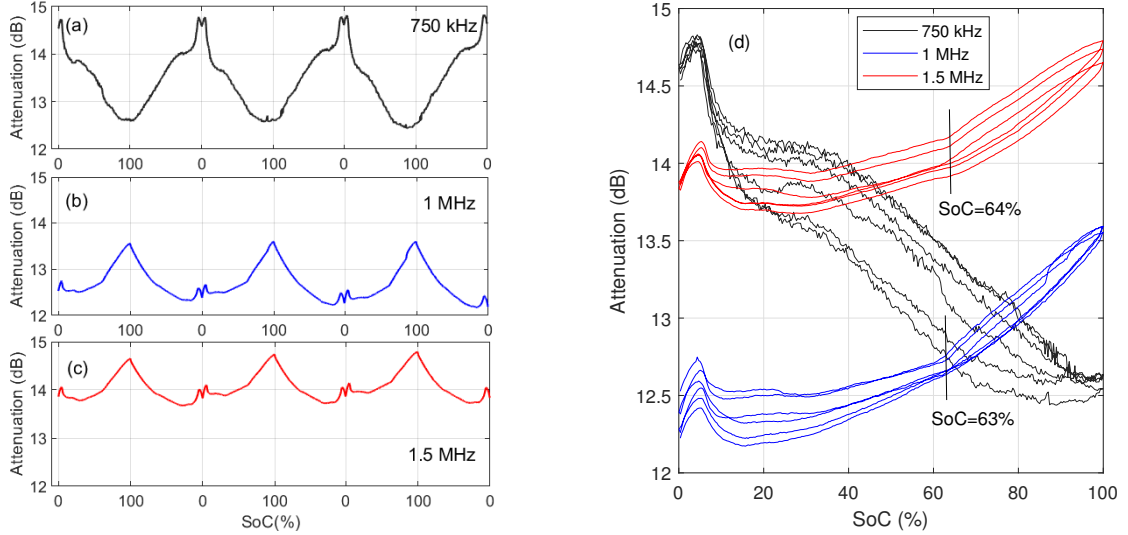 (a)
750 kHz
Attenuation (dB)
15
14
13
12
0 100 0 100 0 100 0
(b)
1 MHz
Attenuation (dB)
15
14
13
12
0 100 0 100 0 100 0
(c)
1.5 MHz
Attenuation (dB)
15
14
13
12
0 100 0 100 0 100 0
SoC(%)
(d)
750 kHz
1 MHz
1.5 MHz
SoC=64%
SoC=63%
Attenuation (dB)
15
14.5
14
13.5
13
12.5
12
0 20 40 60 80 100
SoC (%)